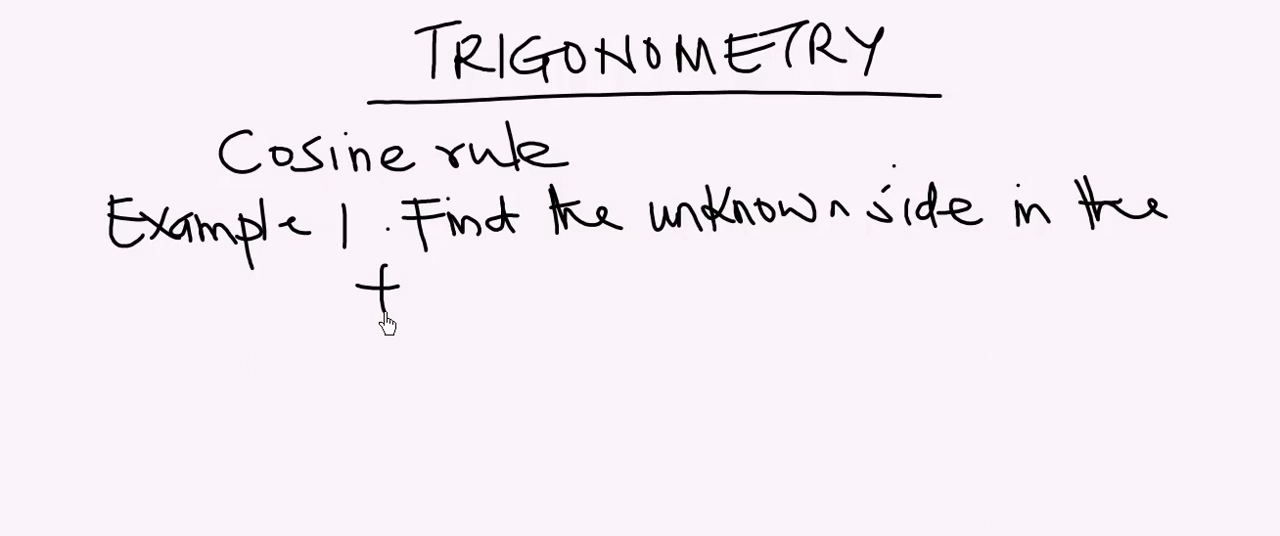 TRIGONOMETRY
Cosine rule
Example 1. Find the unknown side in the
t